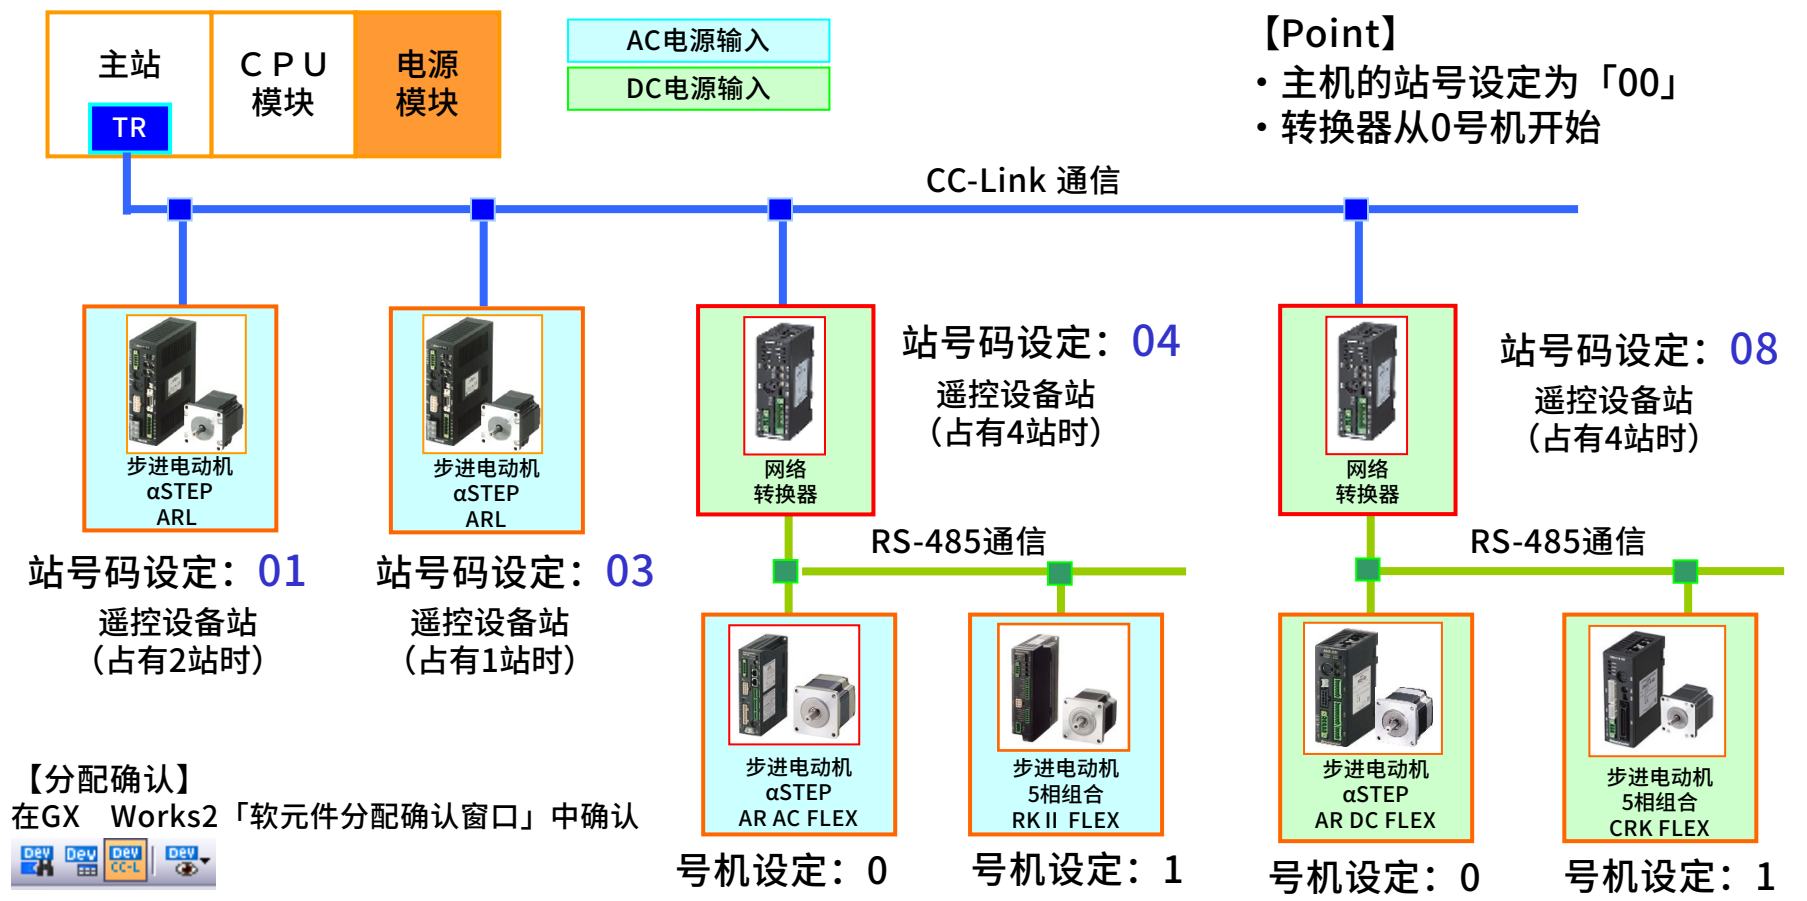 主站
TR
ＣＰＵ
模块
电源
模块
AC电源输入
DC电源输入
【Point】
・主机的站号设定为「00」
・转换器从0号机开始
CC-Link 通信
步进电动机
αSTEP
ARL
站号码设定：01
遥控设备站
（占有2站时）
步进电动机
αSTEP
ARL
站号码设定：03
遥控设备站
（占有1站时）
网络
转换器
站号码设定：04
遥控设备站
（占有4站时）
网络
转换器
站号码设定：08
遥控设备站
（占有4站时）
RS-485通信
RS-485通信
步进电动机
αSTEP
AR AC FLEX
号机设定：0
步进电动机
5相组合
RKⅡ FLEX
号机设定：1
步进电动机
αSTEP
AR DC FLEX
号机设定：0
步进电动机
5相组合
CRK FLEX
号机设定：1
【分配确认】
在GX　Works2「软元件分配确认窗口」中确认
Dev
Dev
Dev
CC-L
Dev